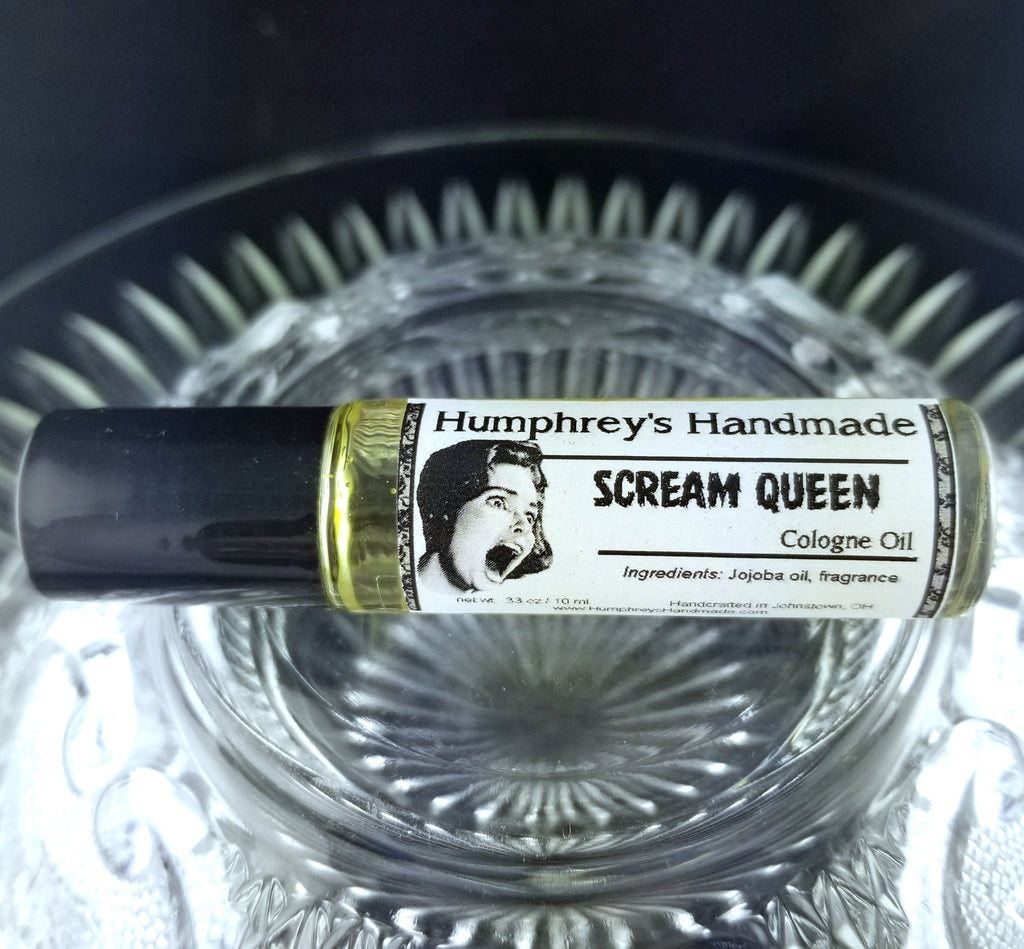 Humphrey's Handmade
SCREAM QUEEN
Cologne Oil
Ingredients: Jojoba oil, fragrance
net wt. .33 oz / 10 ml
Handcrafted in Johnstown, OH
www.HumphreysHandmade.com